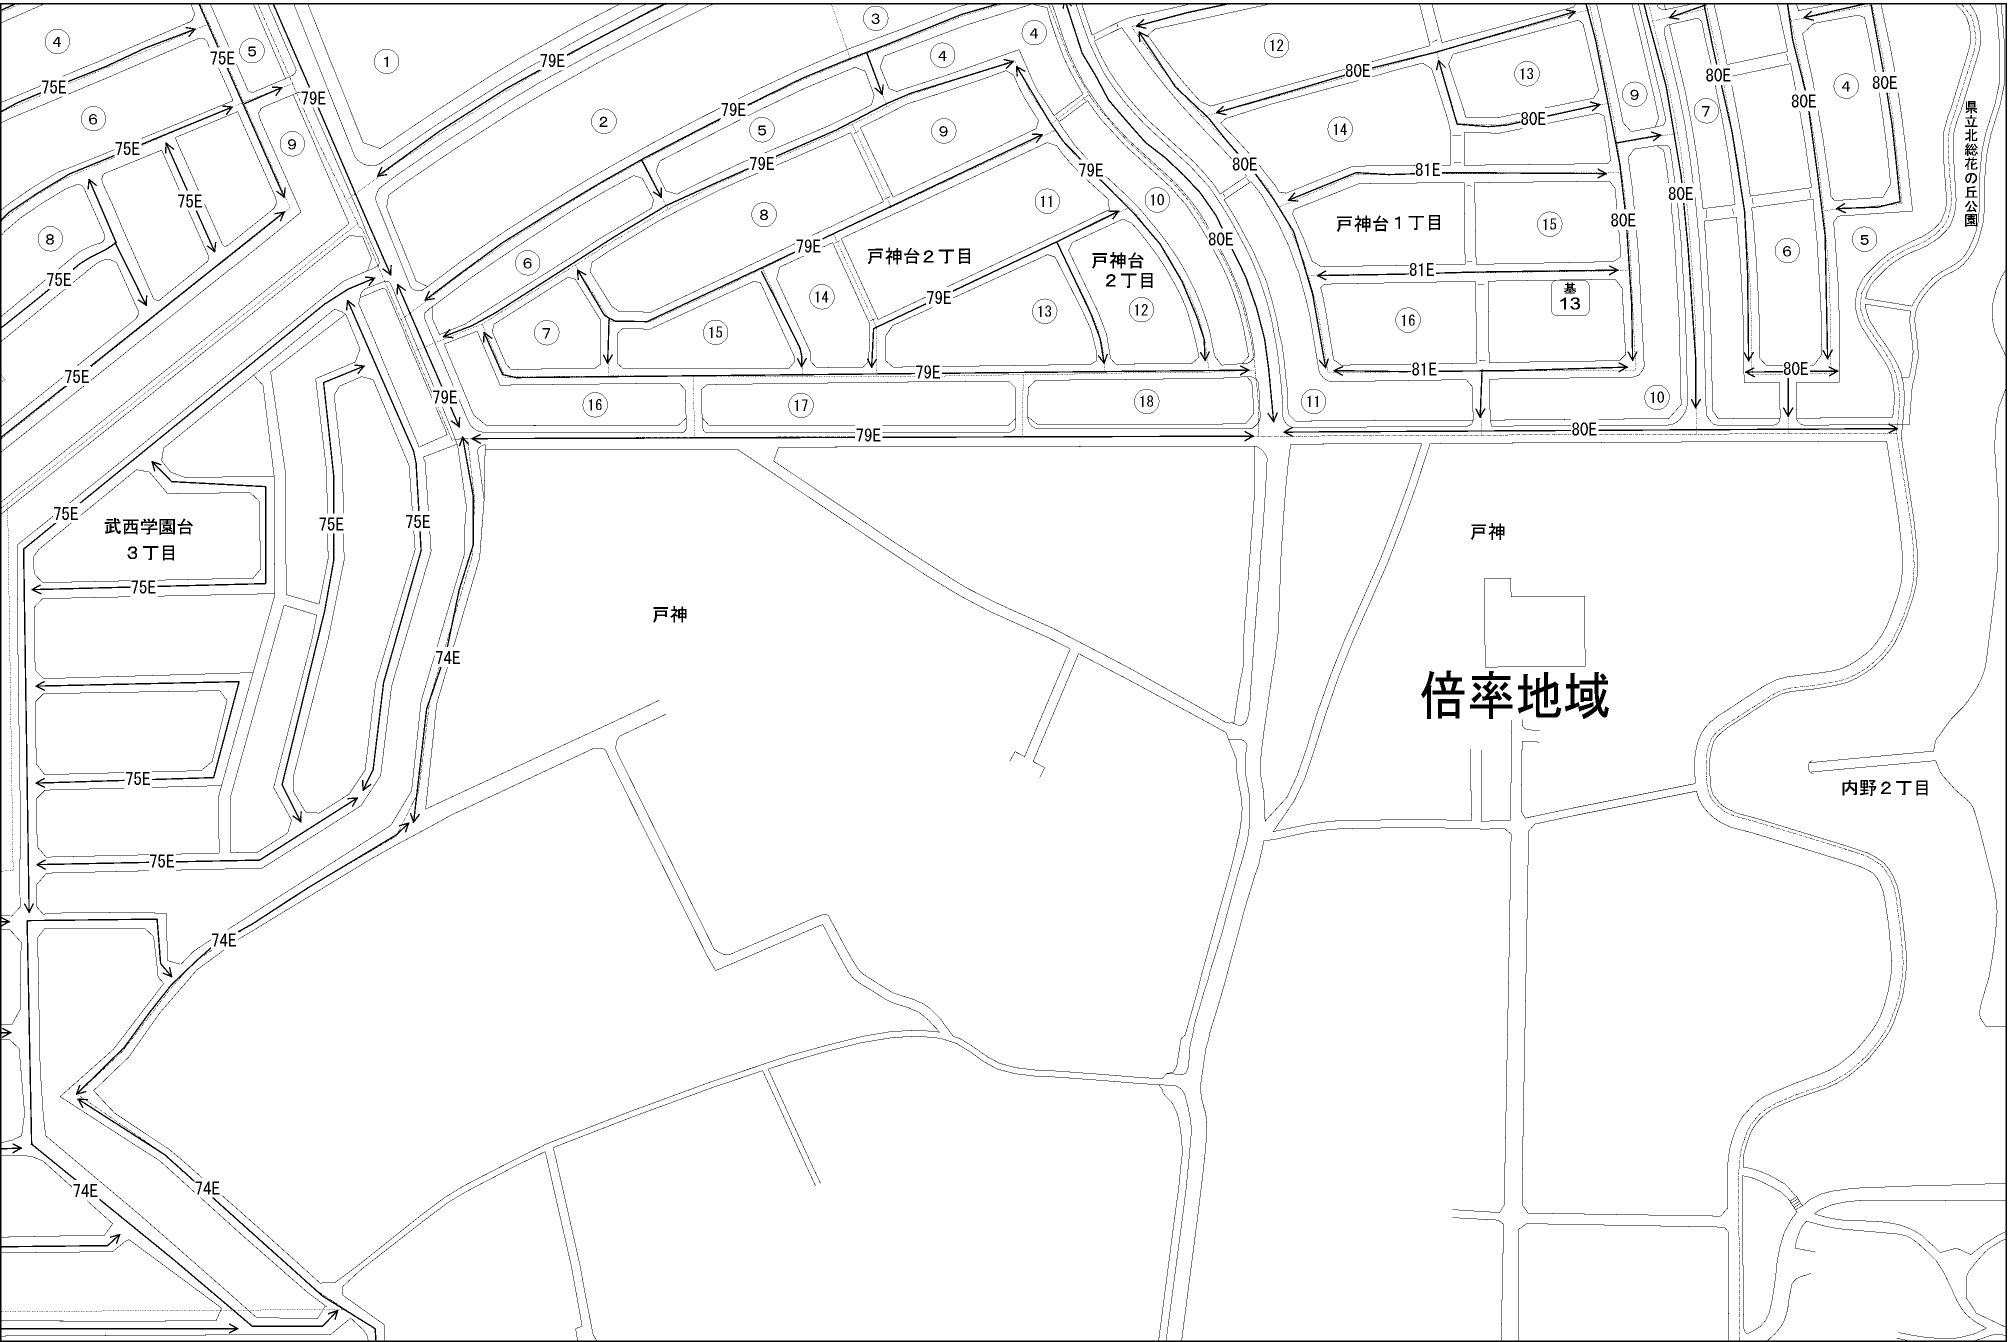 ③
④
⑤
④
75E
79E
①
④
⑫
⑬
80E
80E
80E
80E
④
80E
75E
79E
②
79E
⑤
⑨
⑨
⑦
県立北総花の丘公園
⑥
75E
⑨
79E
79E
⑭
80E
80E
81E
80E
75E
⑧
⑪
⑩
戸神台1丁目
⑮
80E
⑧
75E
79E
戸神台2丁目
戸神台
2丁目
80E
⑥
⑤
⑥
79E
⑭
⑬
⑫
81E
基
13
⑦
⑮
⑯
75E
79E
81E
80E
79E
⑯
⑰
⑱
⑪
⑩
79E
80E
75E
武西学園台
3丁目
75E
75E
戸神
75E
戸神
74E
倍率地域
75E
内野2丁目
75E
74E
74E
74E